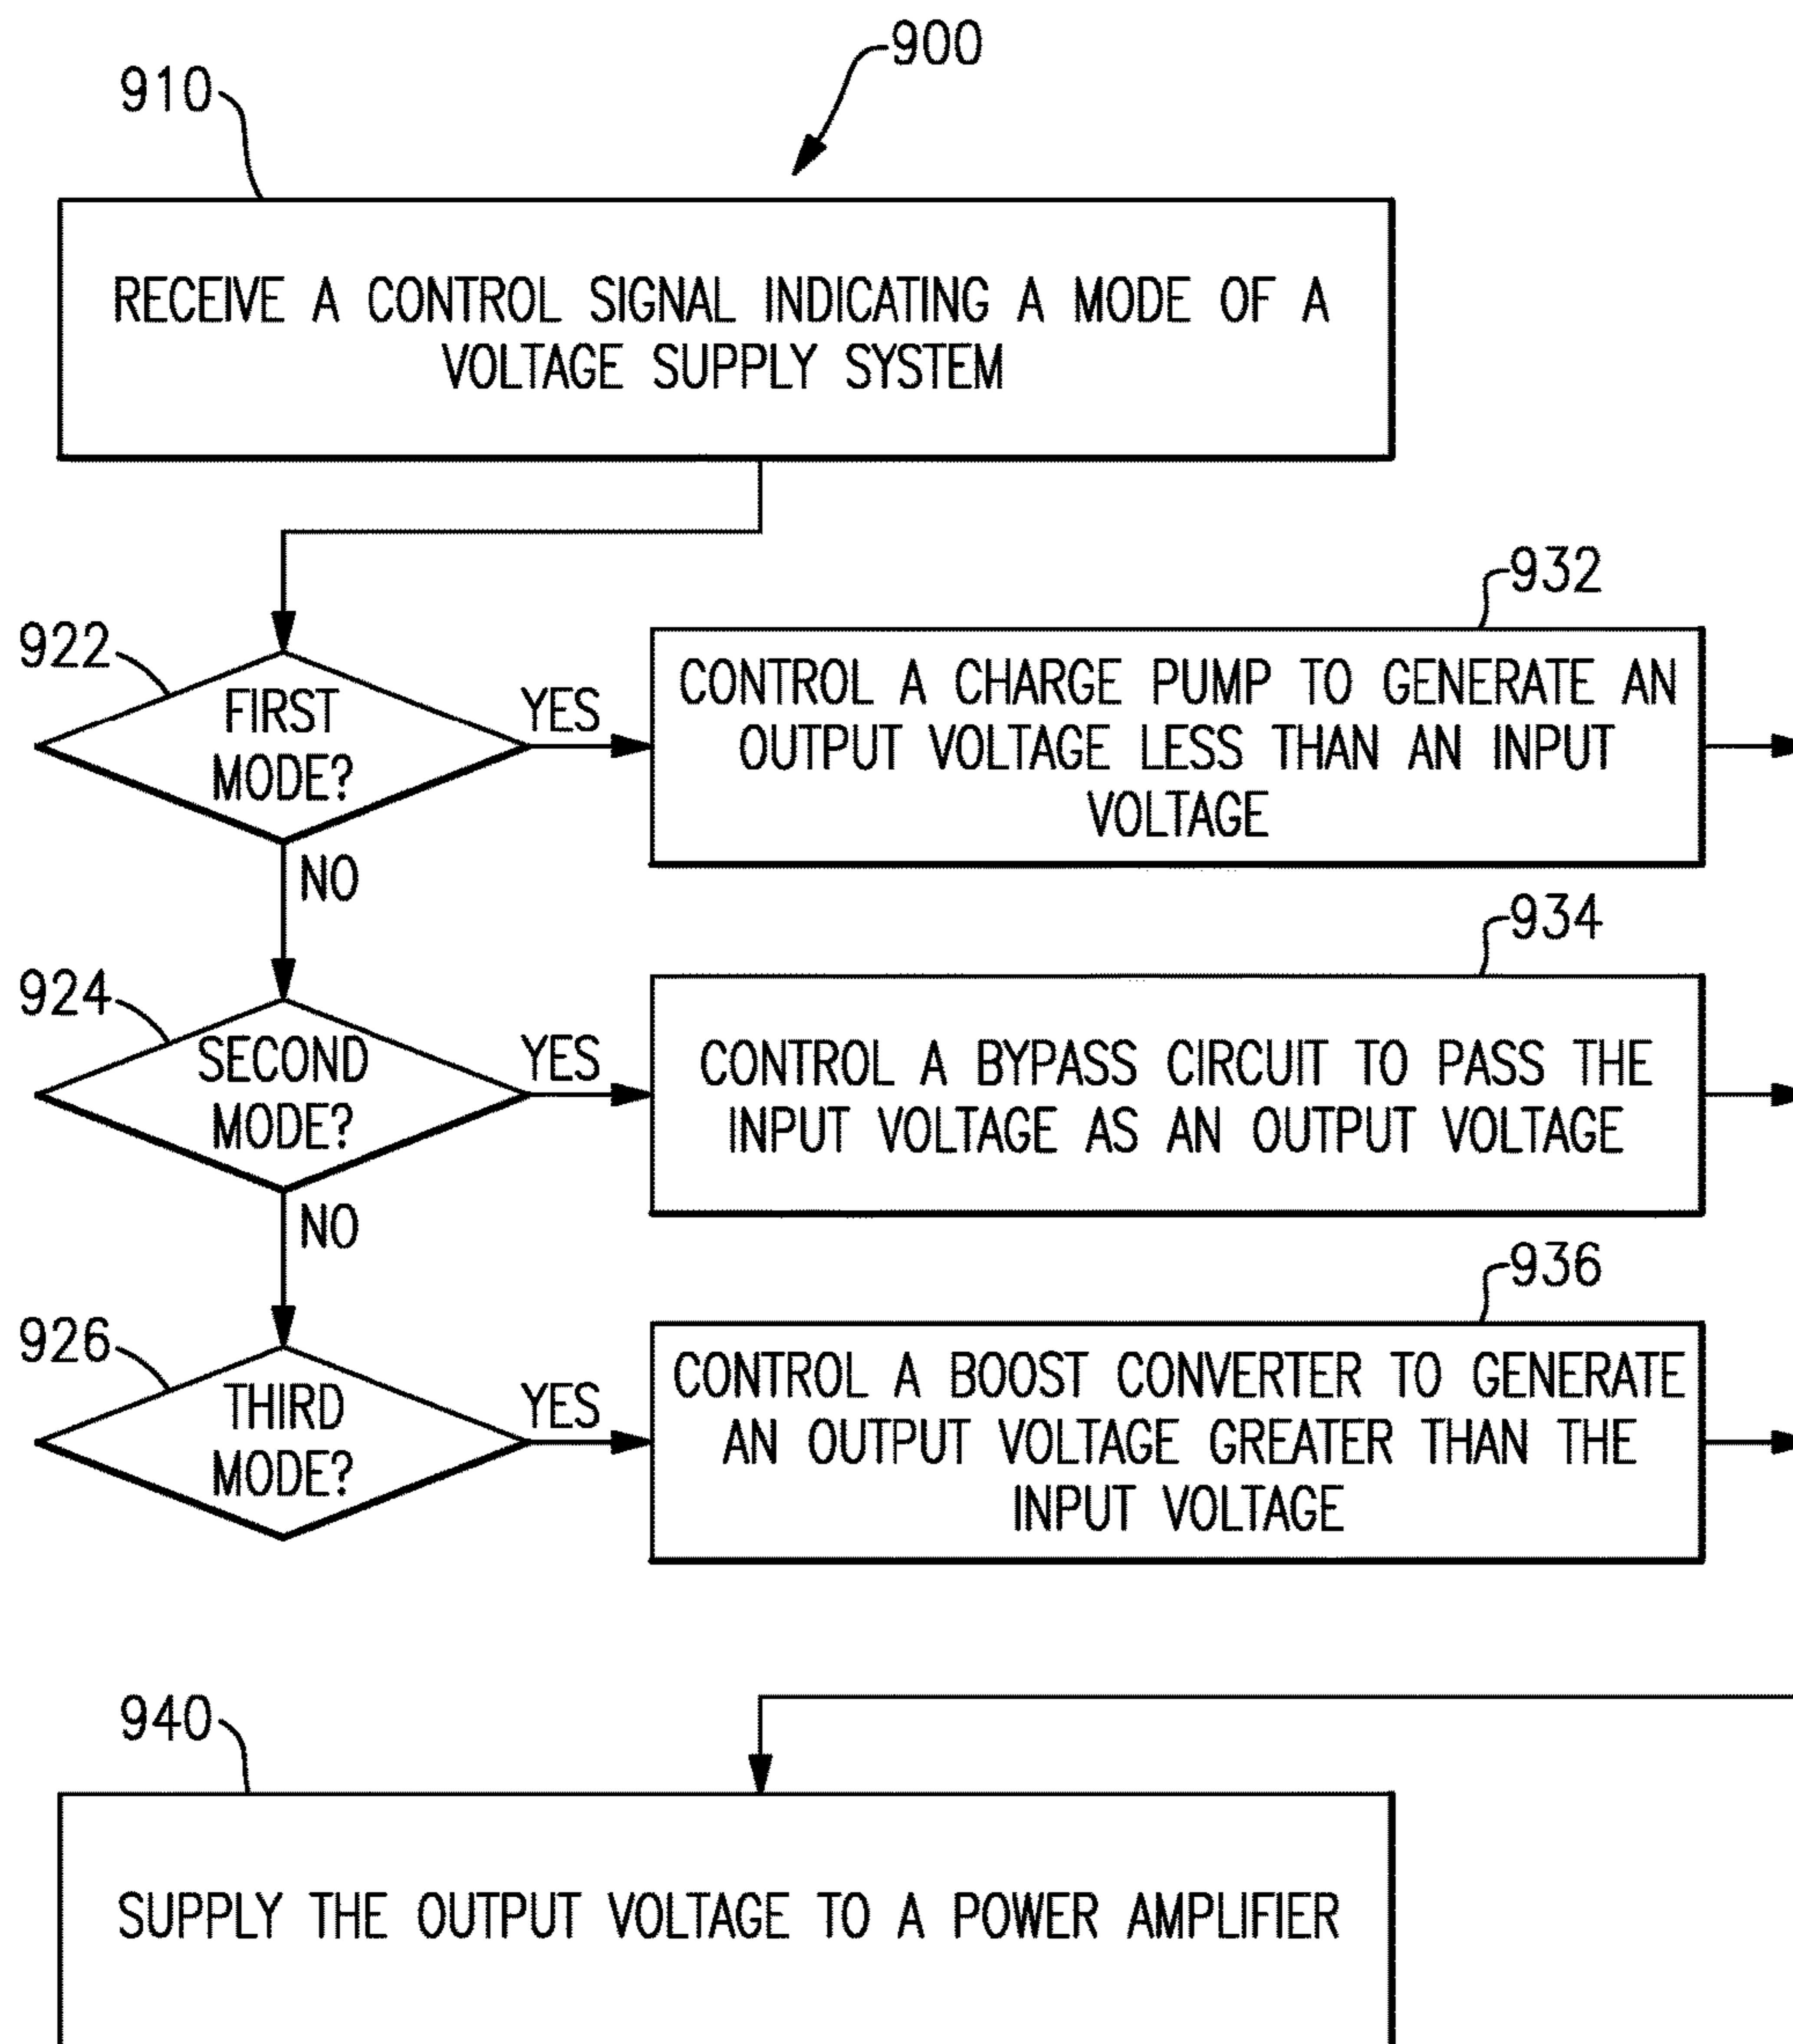 900
910
RECEIVE A CONTROL SIGNAL INDICATING A MODE OF A
VOLTAGE SUPPLY SYSTEM
922
FIRST
MODE?
YES
NO
932
CONTROL A CHARGE PUMP TO GENERATE AN
OUTPUT VOLTAGE LESS THAN AN INPUT
VOLTAGE
924
SECOND
MODE?
YES
NO
934
CONTROL A BYPASS CIRCUIT TO PASS THE
INPUT VOLTAGE AS AN OUTPUT VOLTAGE
926
THIRD
MODE?
YES
936
CONTROL A BOOST CONVERTER TO GENERATE
AN OUTPUT VOLTAGE GREATER THAN THE
INPUT VOLTAGE
940
SUPPLY THE OUTPUT VOLTAGE TO A POWER AMPLIFIER